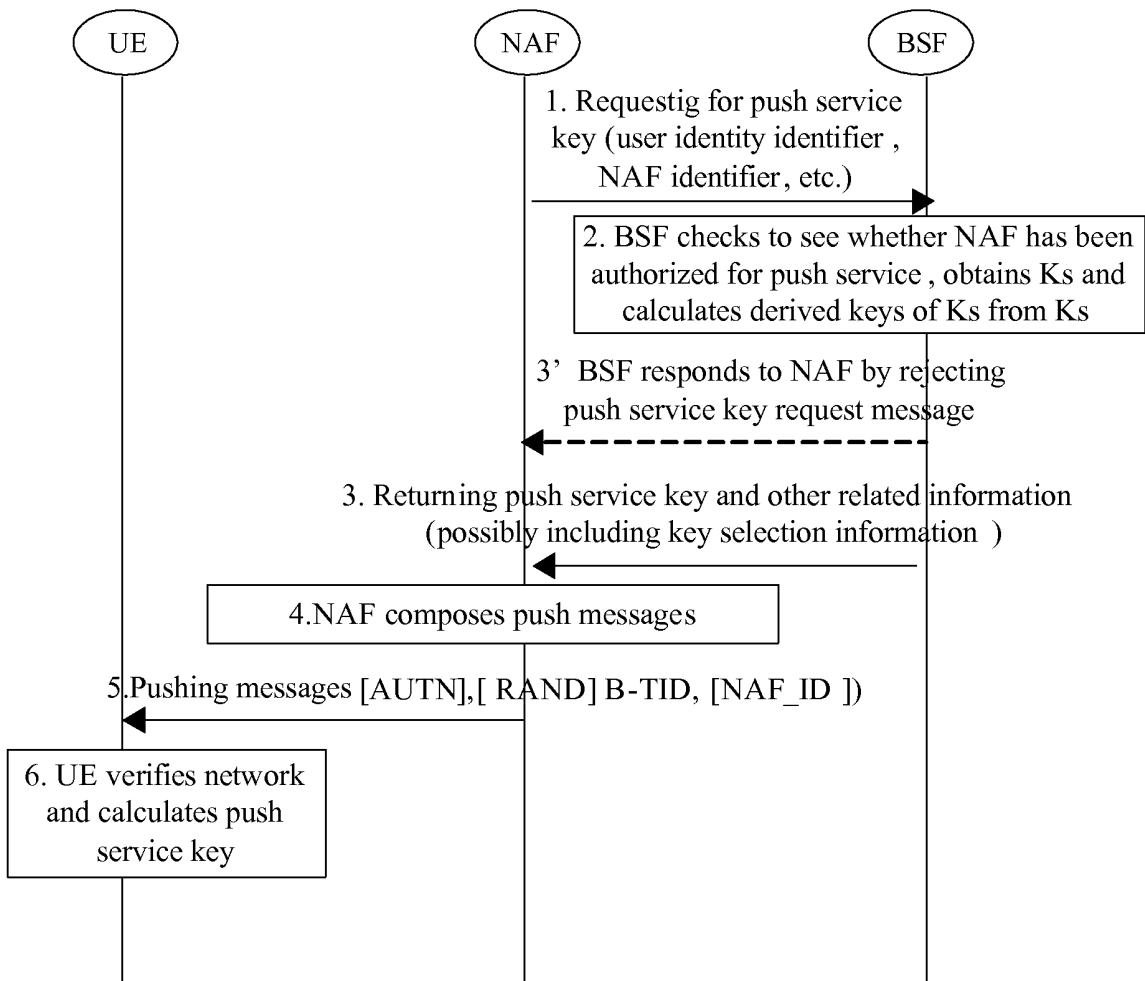 UE
NAF
BSF
1. Requestig for push service
key (user identity identifier ,
NAF identifier, etc.)
2. BSF checks to see whether NAF has been
authorized for push service , obtains Ks and
calculates derived keys of Ks from Ks
3’ BSF responds to NAF by rejecting
push service key request message
3. Returning push service key and other related information
(possibly including key selection information )
4.NAF composes push messages
5.Pushing messages [AUTN],[ RAND] B-TID, [NAF_ID ])
6. UE verifies network
and calculates push
service key